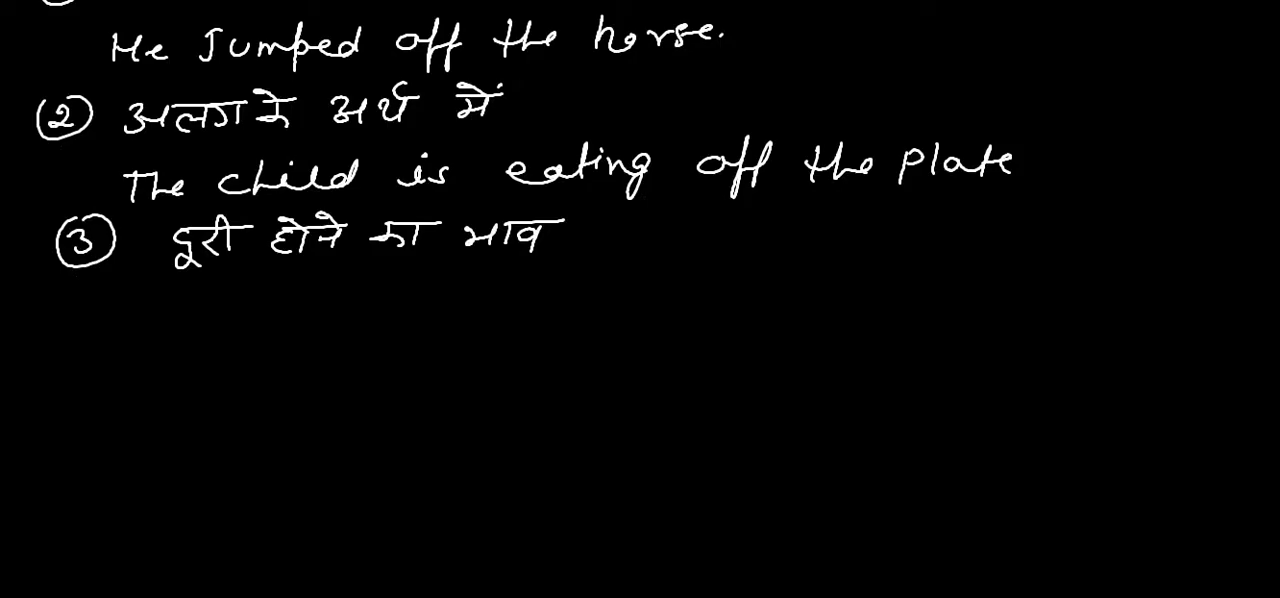 He Jumped off the horse.
(2) अलग के अर्थ में
The child is eating off the plate
(3) दूरी होने का भाव